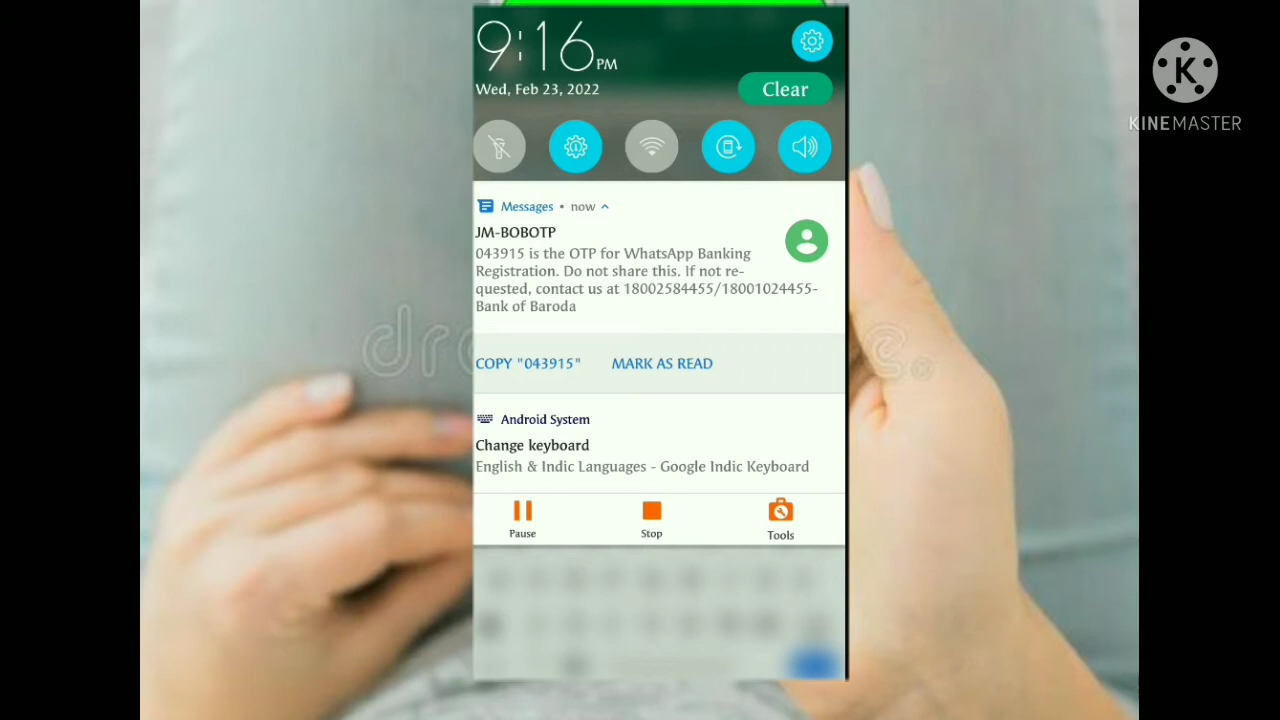 9:16 PM
Wed, Feb 23, 2022
Clear
K
KINEMASTER
Messages • now
JM-BOBOTP
043915 is the OTP for WhatsApp Banking
Registration. Do not share this. If not re-
quested, contact us at 18002584455/18001024455-
Bank of Baroda
COPY "043915" MARK AS READ
Android System
Change keyboard
English & Indic Languages - Google Indic Keyboard
Pause Stop Tools